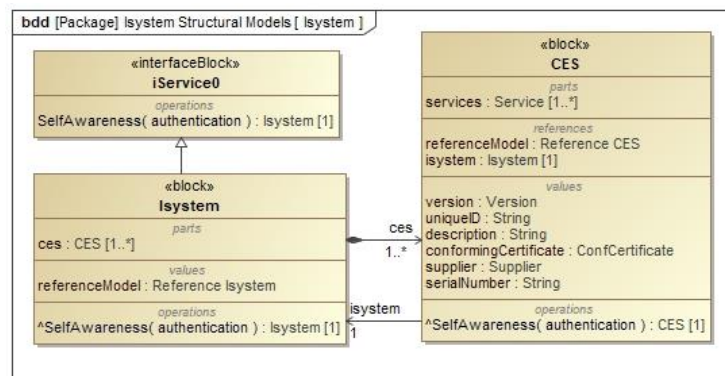 bdd [Package] Isystem Structural Models [ Isystem ]
«interfaceBlock»
iService0
operations
SelfAwareness( authentication ) : Isystem [1]
«block»
Isystem
parts
ces : CES [1..*]
values
referenceModel : Reference Isystem
operations
^SelfAwareness( authentication ) : Isystem [1]
ces
1..*
isystem
1
«block»
CES
parts
services : Service [1..*]
references
referenceModel : Reference CES
isystem : Isystem [1]
values
version : Version
uniqueID : String
description : String
conformingCertificate : ConfCertificate
supplier : Supplier
serialNumber : String
operations
^SelfAwareness( authentication ) : CES [1]